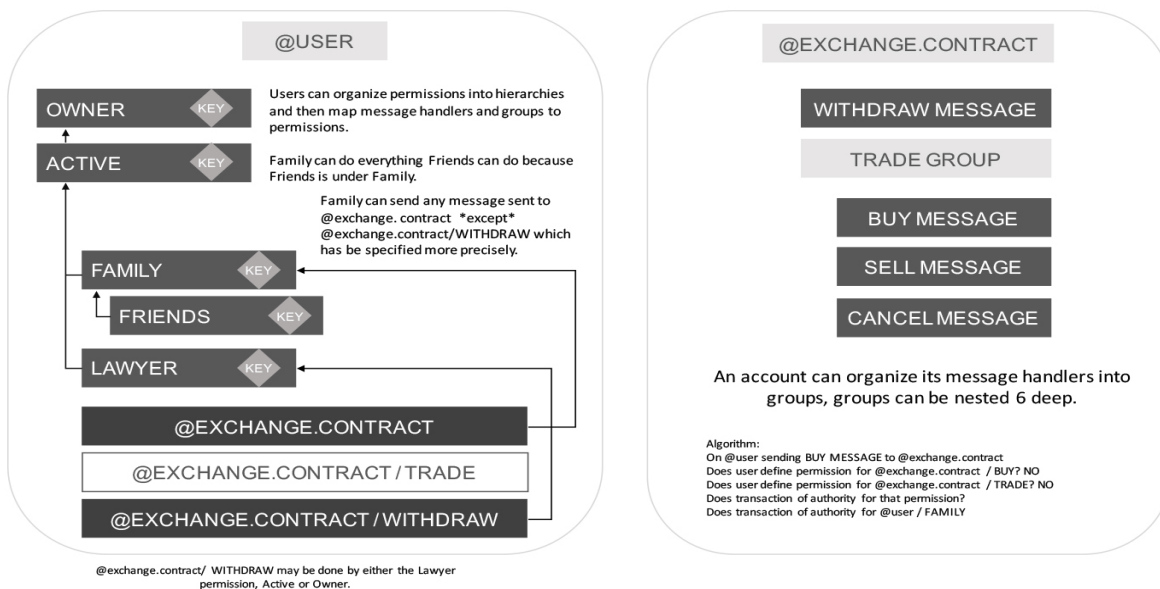 @USER
OWNER
KEY
ACTIVE
KEY
Users can organize permissions into hierarchies
and then map message handlers and groups to
permissions.
Family can do everything Friends can do because
Friends is under Family.
Family can send any message sent to
@exchange. contract *except*
@exchange.contract/WITHDRAW which
has be specified more precisely.
FAMILY
KEY
FRIENDS
KEY
LAWYER
KEY
@EXCHANGE.CONTRACT
@EXCHANGE.CONTRACT / TRADE
@EXCHANGE.CONTRACT / WITHDRAW
@exchange.contract/ WITHDRAW may be done by either the Lawyer
permission, Active or Owner.
@EXCHANGE.CONTRACT
WITHDRAW MESSAGE
TRADE GROUP
BUY MESSAGE
SELL MESSAGE
CANCEL MESSAGE
An account can organize its message handlers into
groups, groups can be nested 6 deep.
Algorithm:
On @user sending BUY MESSAGE to @exchange.contract
Does user define permission for @exchange.contract / BUY? NO
Does user define permission for @exchange.contract / TRADE? NO
Does transaction of authority for that permission?
Does transaction of authority for @user / FAMILY